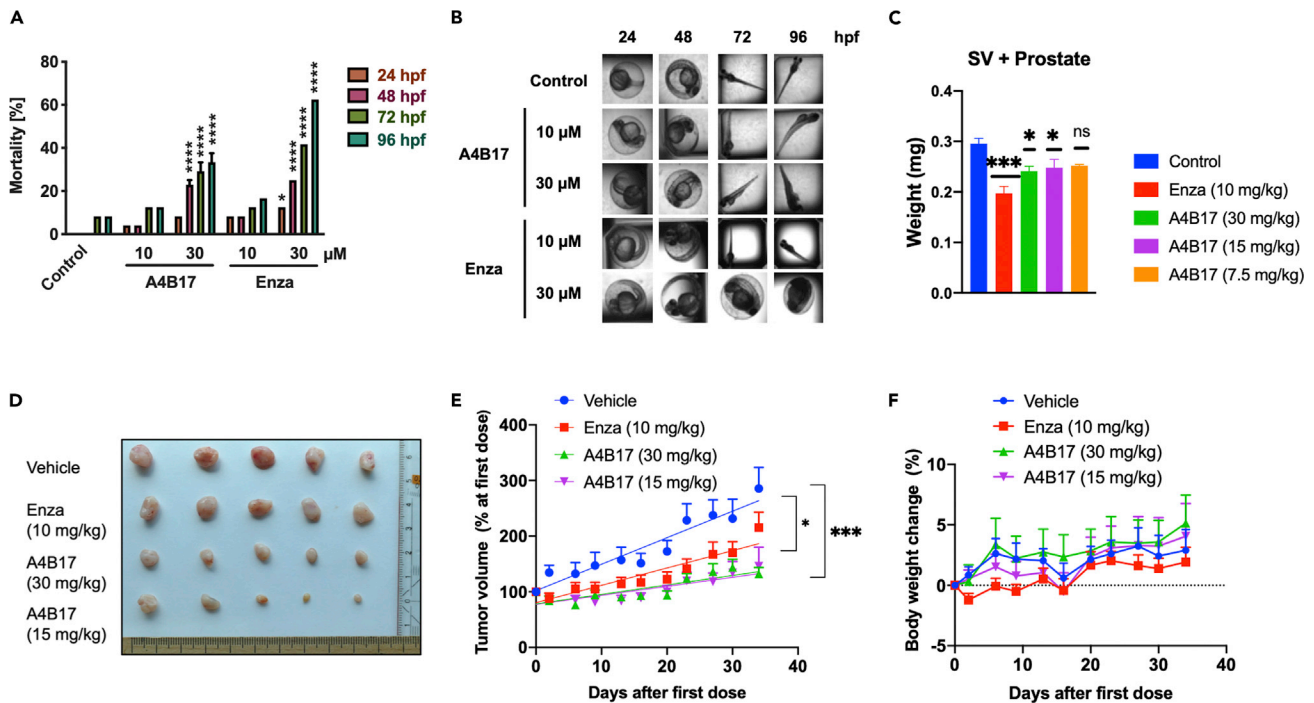 A
Mortality [%]
80
60
40
20
0
24 hpf
48 hpf
72 hpf
96 hpf
****
****
****
*
****
****
****
Control
10
30
10
30
µM
A4B17
Enza
B
24
48
72
96
hpf
Control
A4B17
10 µM
30 µM
Enza
10 µM
30 µM
C
SV + Prostate
Weight (mg)
0.4
0.3
0.2
0.1
0.0
***
*
*
ns
Control
Enza (10 mg/kg)
A4B17 (30 mg/kg)
A4B17 (15 mg/kg)
A4B17 (7.5 mg/kg)
D
Vehicle
Enza
(10 mg/kg)
A4B17
(30 mg/kg)
A4B17
(15 mg/kg)
E
Vehicle
Enza (10 mg/kg)
A4B17 (30 mg/kg)
A4B17 (15 mg/kg)
Tumor volume (% at first dose)
400
300
200
100
0
*
***
0
10
20
30
40
Days after first dose
F
Vehicle
Enza (10 mg/kg)
A4B17 (30 mg/kg)
A4B17 (15 mg/kg)
Body weight change (%)
10
5
0
-5
0
10
20
30
40
Days after first dose